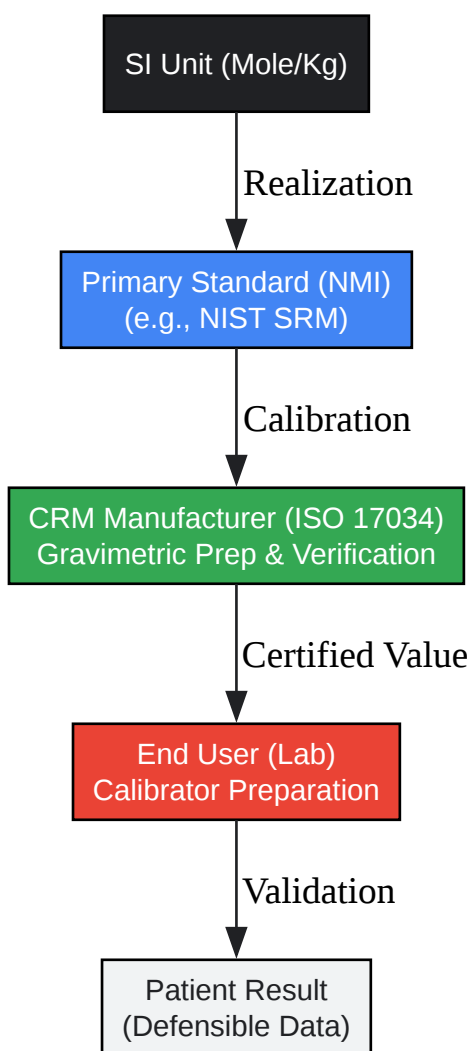 SI Unit (Mole/Kg)
Realization
Primary Standard (NMI)
(e.g., NIST SRM)
Calibration
CRM Manufacturer (ISO 17034)
Gravimetric Prep & Verification
Certified Value
End User (Lab)
Calibrator Preparation
Validation
Patient Result
(Defensible Data)